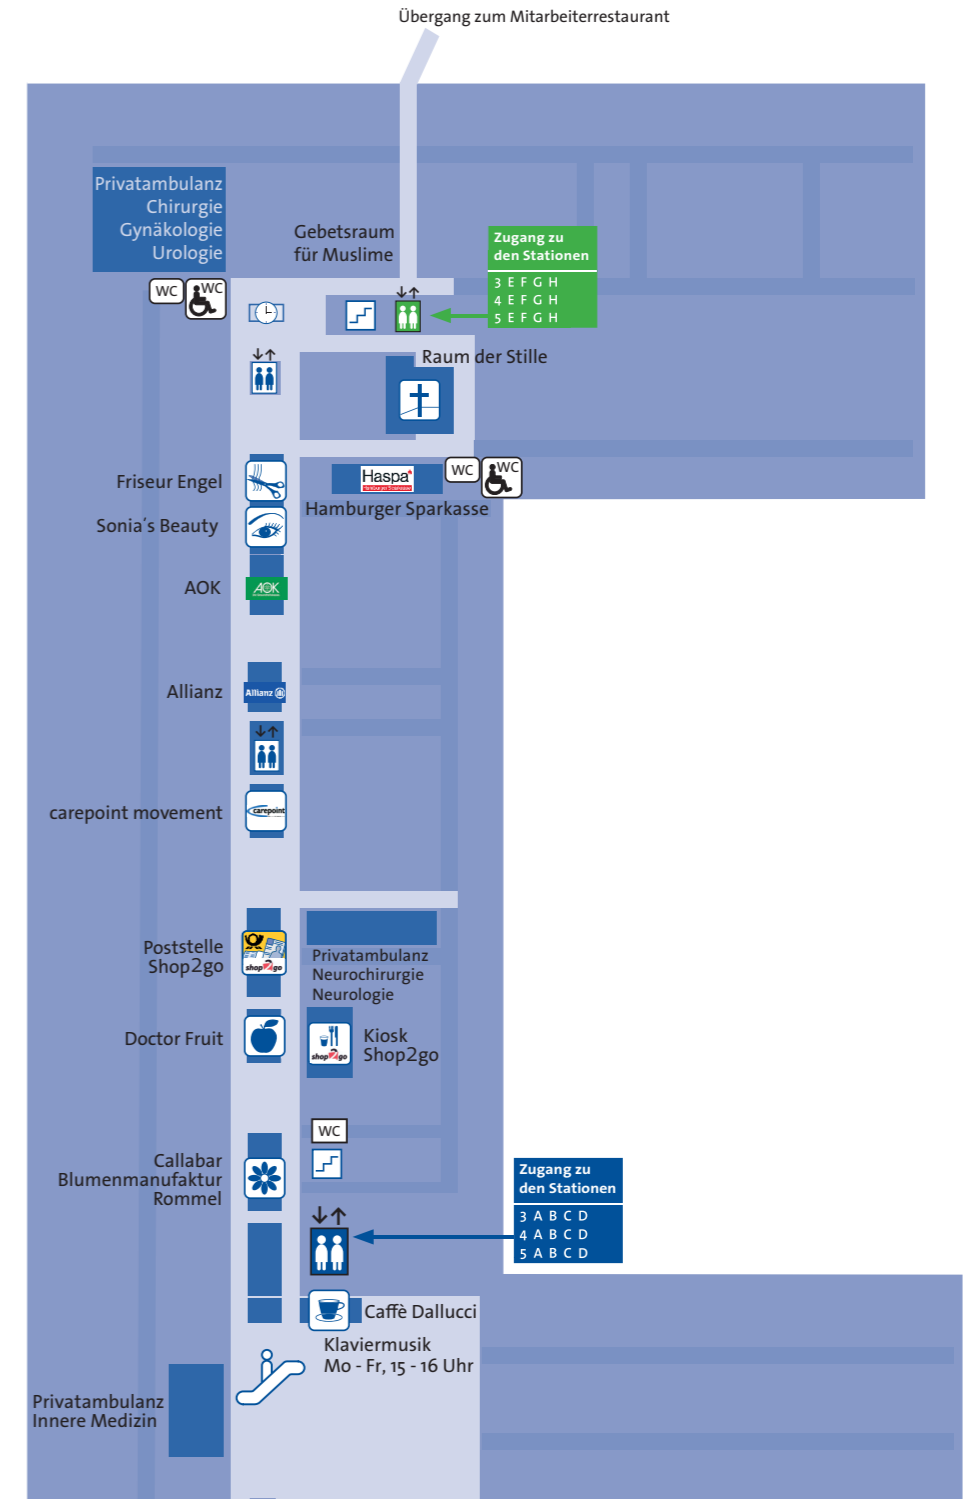 Übergang zum Mitarbeiterrestaurant
Privatambulanz
Chirurgie
Gynäkologie
Urologie
Gebetsraum
für Muslime
Zugang zu
den Stationen
3 E F G H
4 E F G H
5 E F G H
WC
WC
Raum der Stille
Friseur Engel
Haspa
Hamburger Sparkasse
WC
WC
Hamburger Sparkasse
Sonia´s Beauty
AOK
AOK
Allianz
Allianz
carepoint movement
carepoint
Poststelle
Shop2go
shop2go
Privatambulanz
Neurochirurgie
Neurologie
Doctor Fruit
shop2go
Kiosk
Shop2go
WC
Callabar
Blumenmanufaktur
Rommel
Zugang zu
den Stationen
3 A B C D
4 A B C D
5 A B C D
Caffè Dallucci
Klaviermusik
Mo - Fr, 15 - 16 Uhr
Privatambulanz
Innere Medizin